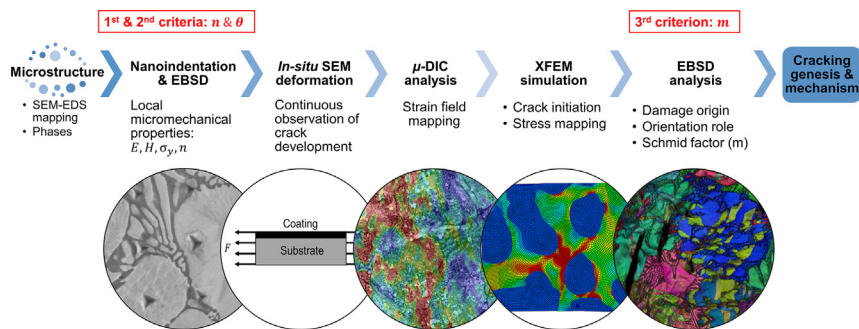 1st & 2nd criteria: n & θ
3rd criterion: m
Microstructure
• SEM-EDS
mapping
• Phases
Nanoindentation
& EBSD
Local
micromechanical
properties:
E, H, σy, n
In-situ SEM
deformation
Continuous
observation of
crack
development
μ-DIC
analysis
Strain field
mapping
XFEM
simulation
• Crack initiation
• Stress mapping
EBSD
analysis
• Damage origin
• Orientation role
• Schmid factor (m)
Cracking
genesis &
mechanism
Coating
F
Substrate